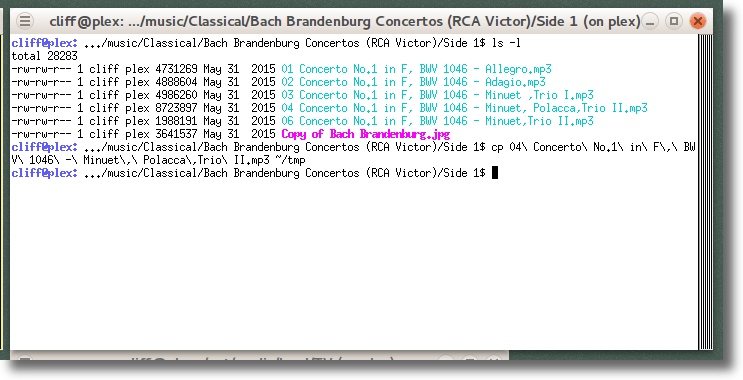 cliff@plex: .../music/Classical/Bach Brandenburg Concertos (RCA Victor)/Side 1 (on plex)
cliff@plex: .../music/Classical/Bach Brandenburg Concertos (RCA Victor)/Side 1$ ls -l
total 28283
-rw-rw-r-- 1 cliff plex 4731269 May 31  2015 01 Concerto No.1 in F, BWV 1046 - Allegro.mp3
-rw-rw-r-- 1 cliff plex 4888604 May 31  2015 02 Concerto No.1 in F, BWV 1046 - Adagio.mp3
-rw-rw-r-- 1 cliff plex 4986260 May 31  2015 03 Concerto No.1 in F, BWV 1046 - Minuet ,Trio I.mp3
-rw-rw-r-- 1 cliff plex 8723897 May 31  2015 04 Concerto No.1 in F, BWV 1046 - Minuet, Polacca,Trio II.mp3
-rw-rw-r-- 1 cliff plex 1988191 May 31  2015 06 Concerto No.1 in F, BWV 1046 - Minuet,Trio II.mp3
-rw-rw-r-- 1 cliff plex 3641537 May 31  2015 Copy of Bach Brandenburg.jpg
cliff@plex: .../music/Classical/Bach Brandenburg Concertos (RCA Victor)/Side 1$ cp 04\ Concerto\ No.1\ in\ F\,\ BW
V\ 1046\ -\ Minuet\,\ Polacca\,Trio\ II.mp3 ~/tmp
cliff@plex: .../music/Classical/Bach Brandenburg Concertos (RCA Victor)/Side 1$